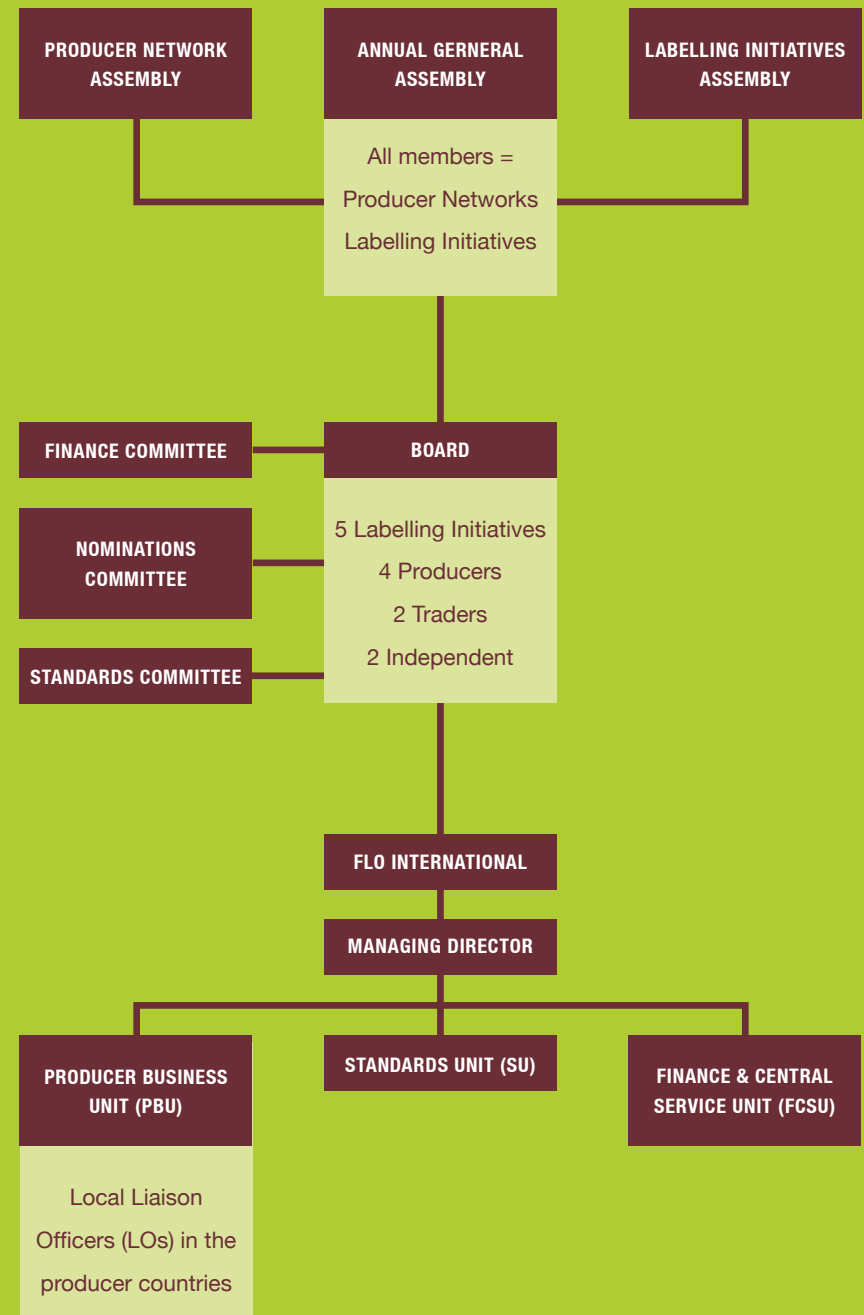 PRODUCER NETWORK
ASSEMBLY
ANNUAL GERNERAL
ASSEMBLY
LABELLING INITIATIVES
ASSEMBLY
All members =
Producer Networks
Labelling Initiatives
FINANCE COMMITTEE
NOMINATIONS
COMMITTEE
STANDARDS COMMITTEE
BOARD
5 Labelling Initiatives
4 Producers
2 Traders
2 Independent
FLO INTERNATIONAL
MANAGING DIRECTOR
PRODUCER BUSINESS
UNIT (PBU)
Local Liaison
Officers (LOs) in the
producer countries
STANDARDS UNIT (SU)
FINANCE & CENTRAL
SERVICE UNIT (FCSU)